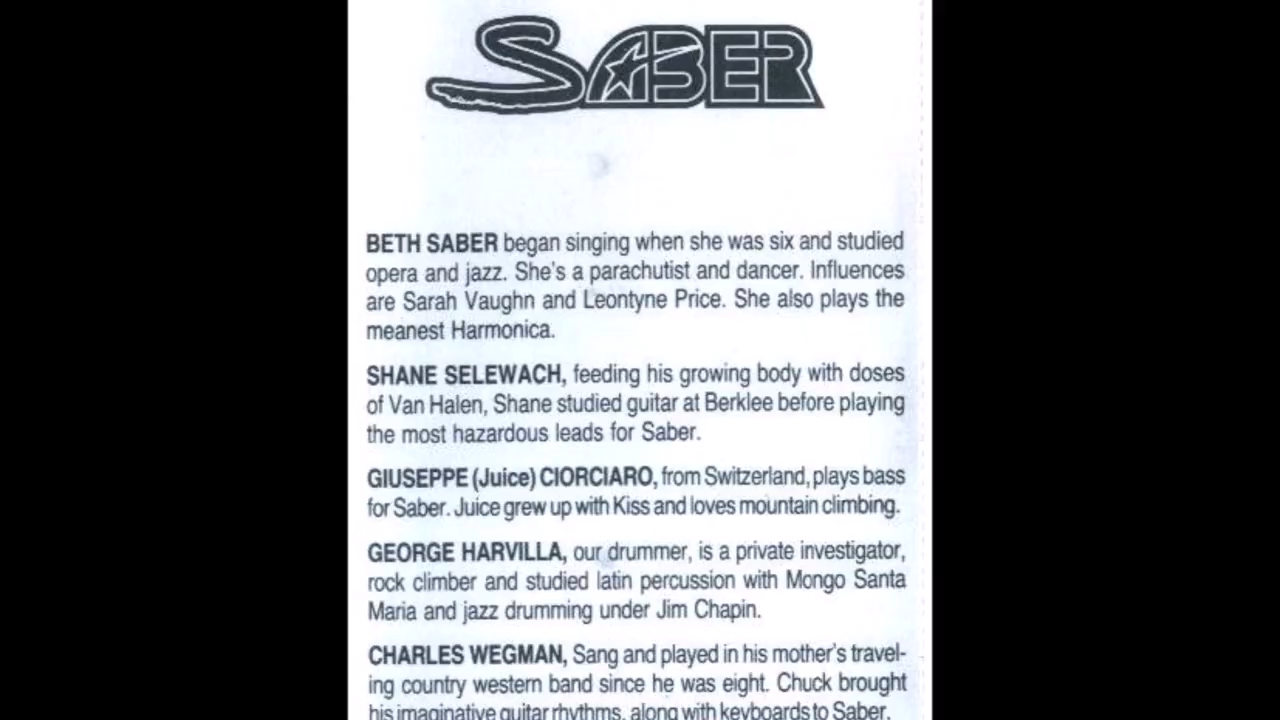 SABER
BETH SABER began singing when she was six and studied
opera and jazz. She's a parachutist and dancer. Influences
are Sarah Vaughn and Leontyne Price. She also plays the
meanest Harmonica.
SHANE SELEWACH, feeding his growing body with doses
of Van Halen, Shane studied guitar at Berklee before playing
the most hazardous leads for Saber.
GIUSEPPE (Juice) CIORCIARO, from Switzerland, plays bass
for Saber. Juice grew up with Kiss and loves mountain climbing.
GEORGE HARVILLA, our drummer, is a private investigator,
rock climber and studied latin percussion with Mongo Santa
Maria and jazz drumming under Jim Chapin.
CHARLES WEGMAN, Sang and played in his mother's travel-
ing country western band since he was eight. Chuck brought
his imaginative guitar rhythms, along with keyboards to Saber.